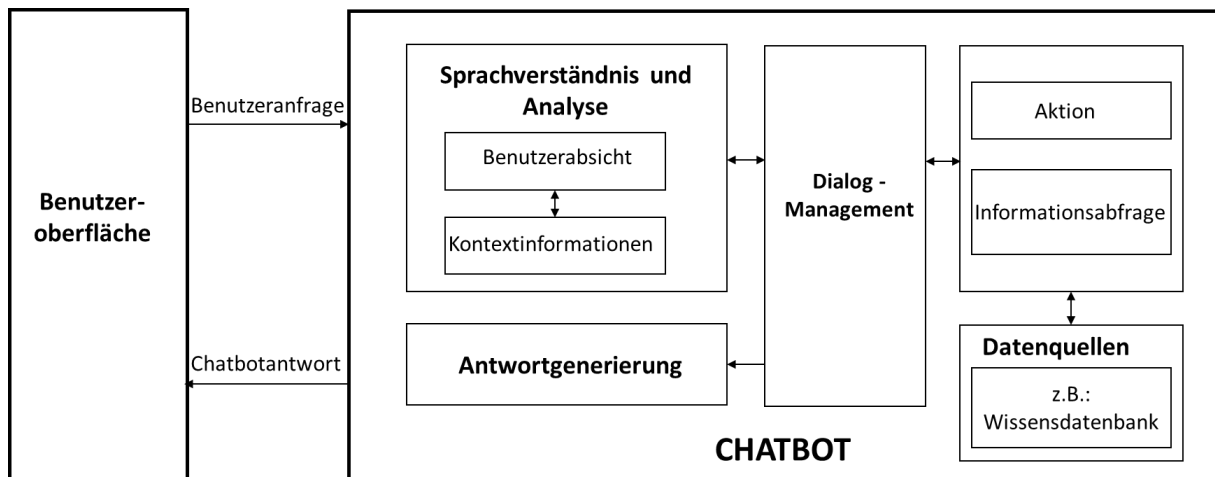 Benutzer-
oberfläche
Benutzeranfrage
Chatbotantwort
Sprachverständnis und
Analyse
Benutzerabsicht
Kontextinformationen
Antwortgenerierung
Dialog -
Management
Aktion
Informationsabfrage
Datenquellen
z.B.:
Wissensdatenbank
CHATBOT